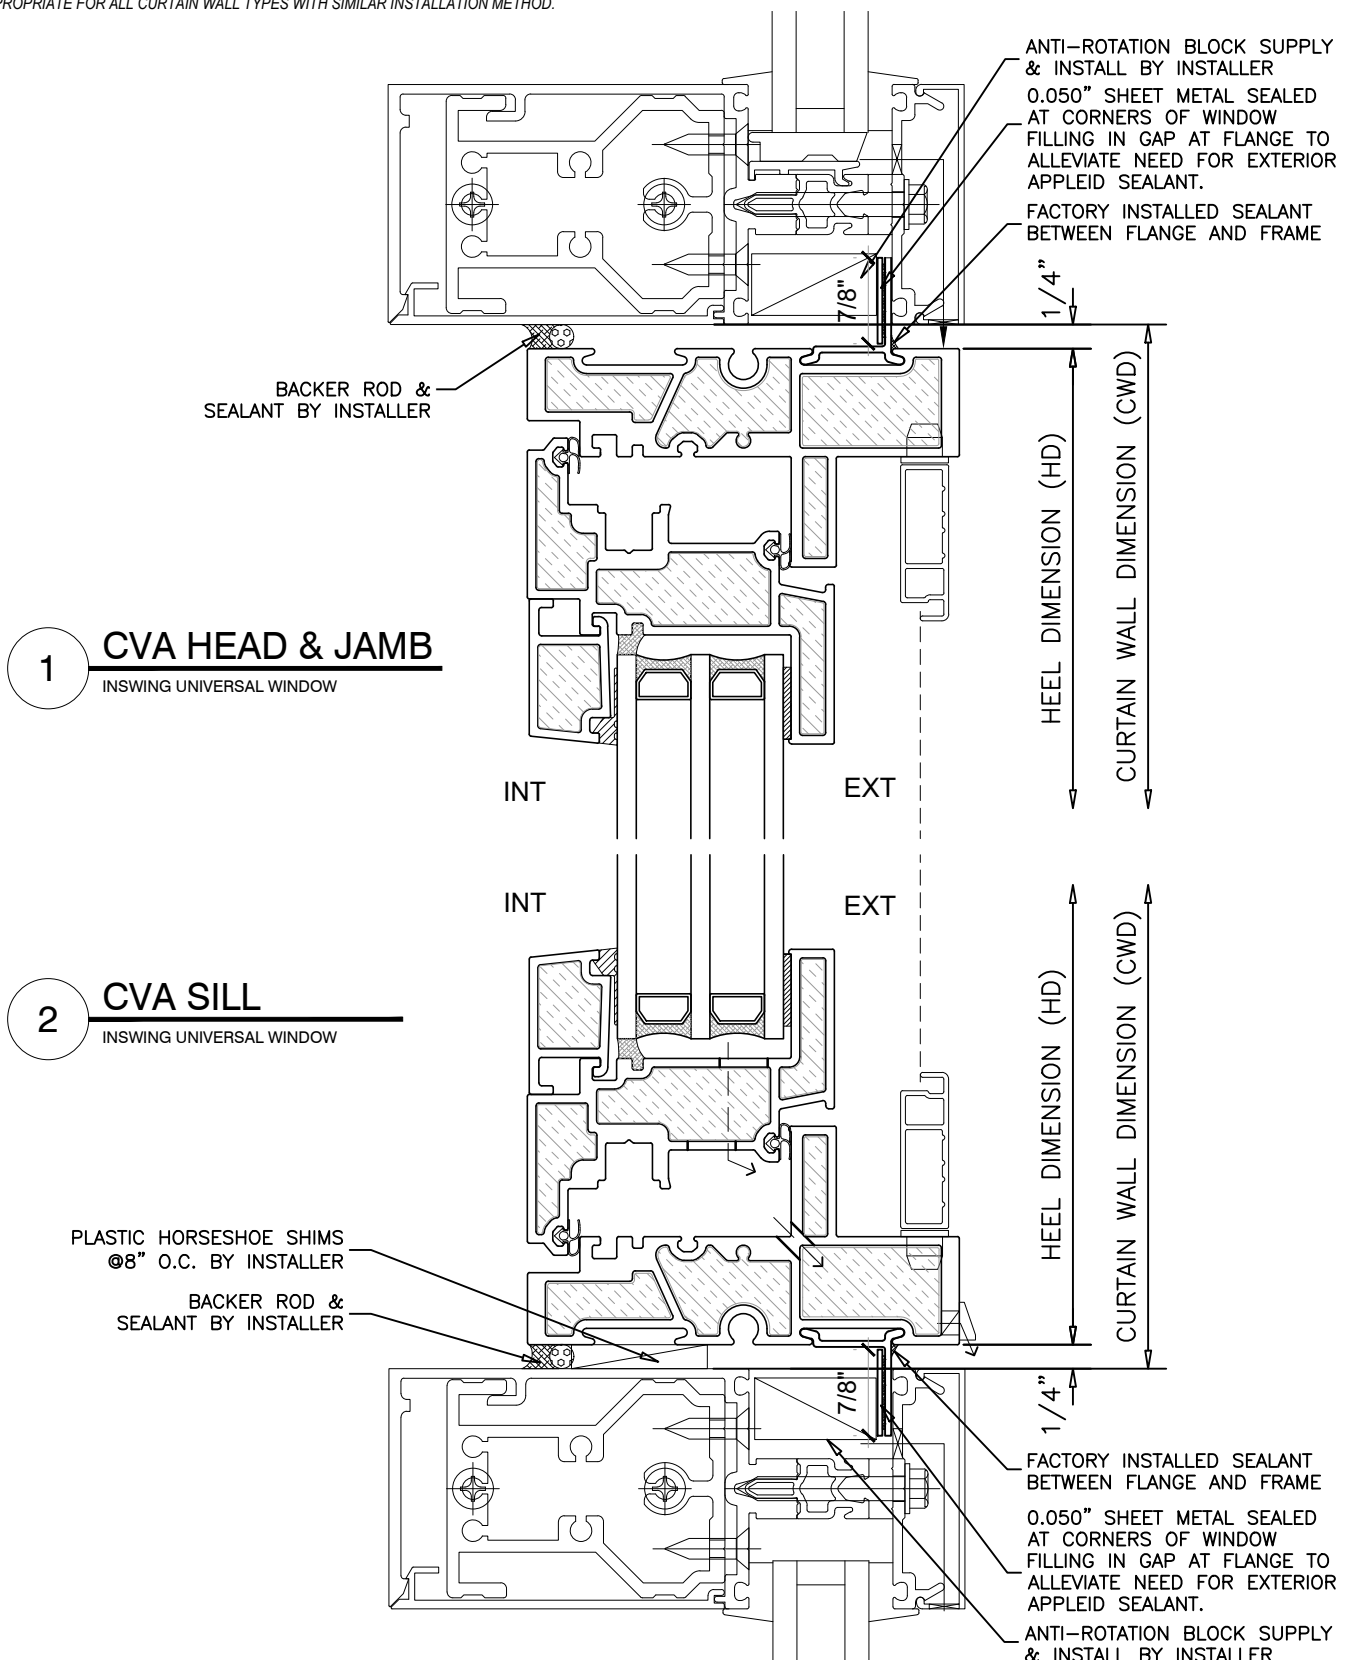 PROPRIATE FOR ALL CURTAIN WALL TYPES WITH SIMILAR INSTALLATION METHOD.
ANTI-ROTATION BLOCK SUPPLY
& INSTALL BY INSTALLER
0.050" SHEET METAL SEALED
AT CORNERS OF WINDOW
FILLING IN GAP AT FLANGE TO
ALLEVIATE NEED FOR EXTERIOR
APPLEID SEALANT.
FACTORY INSTALLED SEALANT
BETWEEN FLANGE AND FRAME
7/8"
1/4"
BACKER ROD &
SEALANT BY INSTALLER
HEEL DIMENSION (HD)
CURTAIN WALL DIMENSION (CWD)
1
CVA HEAD & JAMB
INSWING UNIVERSAL WINDOW
INT
EXT
INT
EXT
2
CVA SILL
INSWING UNIVERSAL WINDOW
HEEL DIMENSION (HD)
CURTAIN WALL DIMENSION (CWD)
PLASTIC HORSESHOE SHIMS
@8" O.C. BY INSTALLER
BACKER ROD &
SEALANT BY INSTALLER
7/8"
1/4"
FACTORY INSTALLED SEALANT
BETWEEN FLANGE AND FRAME
0.050" SHEET METAL SEALED
AT CORNERS OF WINDOW
FILLING IN GAP AT FLANGE TO
ALLEVIATE NEED FOR EXTERIOR
APPLEID SEALANT.
ANTI-ROTATION BLOCK SUPPLY
& INSTALL BY INSTALLER